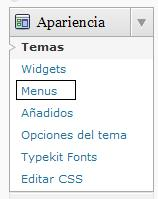 Apariencia
Temas
Widgets
Menus
Añadidos
Opciones del tema
Typekit Fonts
Editar CSS